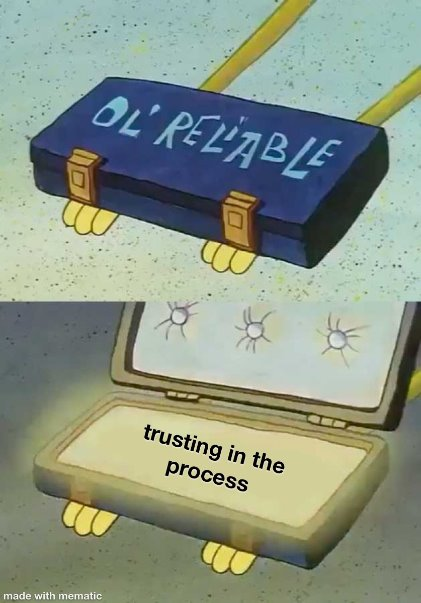 OL' RELIABLE
trusting in the
process
made with mematic